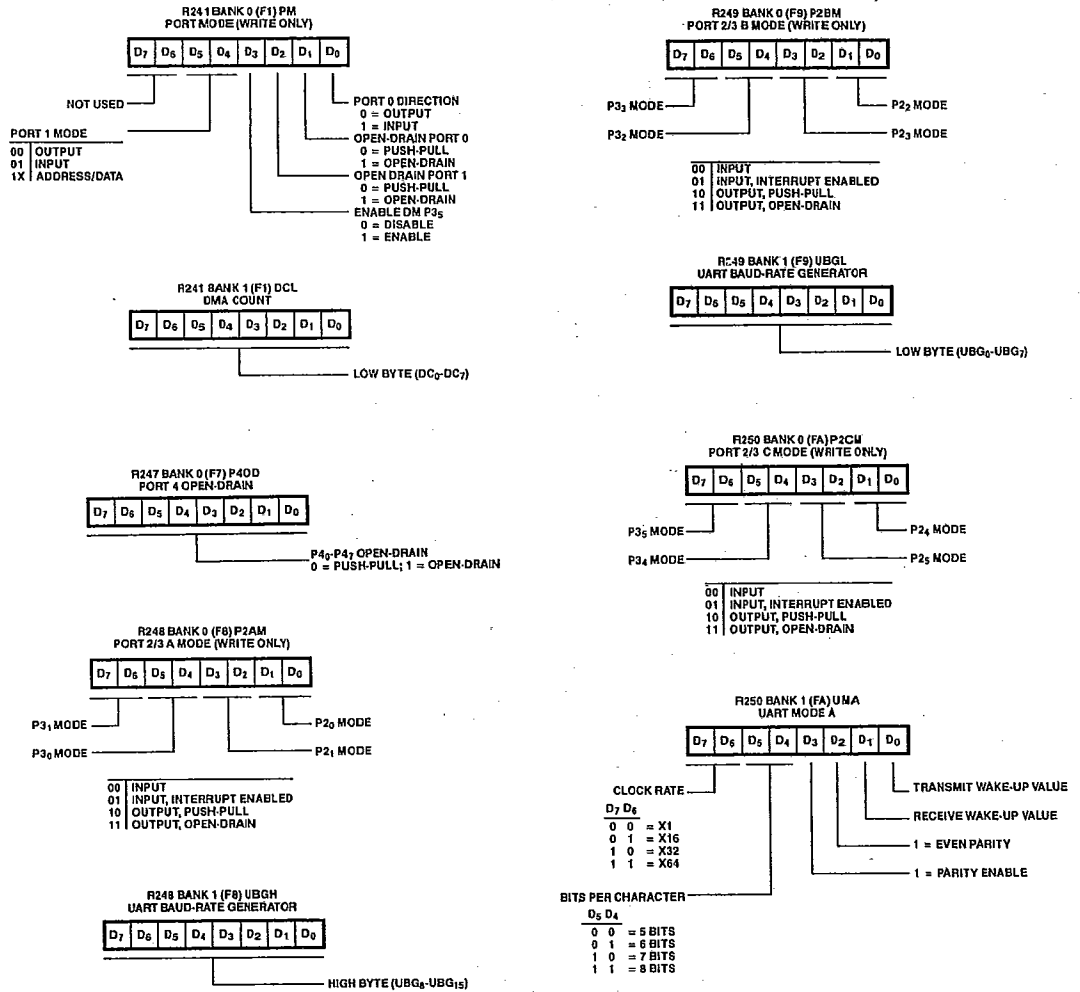 R241 BANK 0 (F1) PM
PORT MODE (WRITE ONLY)
D7 D6 D5 D4 D3 D2 D1 D0
NOT USED
PORT 1 MODE
00 OUTPUT
01 INPUT
1X ADDRESS/DATA
PORT 0 DIRECTION
0 = OUTPUT
1 = INPUT
OPEN-DRAIN PORT 0
0 = PUSH-PULL
1 = OPEN-DRAIN
OPEN DRAIN PORT 1
0 = PUSH-PULL
1 = OPEN-DRAIN
ENABLE DM P35
0 = DISABLE
1 = ENABLE
R241 BANK 1 (F1) DCL
DMA COUNT
D7 D6 D5 D4 D3 D2 D1 D0
LOW BYTE (DC0-DC7)
R247 BANK 0 (F7) P4OD
PORT 4 OPEN-DRAIN
D7 D6 D5 D4 D3 D2 D1 D0
P40-P47 OPEN-DRAIN
0 = PUSH-PULL; 1 = OPEN-DRAIN
R248 BANK 0 (F8) P2AM
PORT 2/3 A MODE (WRITE ONLY)
D7 D6 D5 D4 D3 D2 D1 D0
P31 MODE
P30 MODE
P20 MODE
P21 MODE
00 INPUT
01 INPUT, INTERRUPT ENABLED
10 OUTPUT, PUSH-PULL
11 OUTPUT, OPEN-DRAIN
R248 BANK 1 (F8) UBGH
UART BAUD-RATE GENERATOR
D7 D6 D5 D4 D3 D2 D1 D0
HIGH BYTE (UBG8-UBG15)
R249 BANK 0 (F9) P2BM
PORT 2/3 B MODE (WRITE ONLY)
D7 D6 D5 D4 D3 D2 D1 D0
P33 MODE
P32 MODE
P22 MODE
P23 MODE
00 INPUT
01 INPUT, INTERRUPT ENABLED
10 OUTPUT, PUSH-PULL
11 OUTPUT, OPEN-DRAIN
R249 BANK 1 (F9) UBGL
UART BAUD-RATE GENERATOR
D7 D6 D5 D4 D3 D2 D1 D0
LOW BYTE (UBG0-UBG7)
R250 BANK 0 (FA) P2CM
PORT 2/3 C MODE (WRITE ONLY)
D7 D6 D5 D4 D3 D2 D1 D0
P35 MODE
P34 MODE
P24 MODE
P25 MODE
00 INPUT
01 INPUT, INTERRUPT ENABLED
10 OUTPUT, PUSH-PULL
11 OUTPUT, OPEN-DRAIN
R250 BANK 1 (FA) UMA
UART MODE A
D7 D6 D5 D4 D3 D2 D1 D0
CLOCK RATE
D7 D6
0 0 = X1
0 1 = X16
1 0 = X32
1 1 = X64
BITS PER CHARACTER
D5 D4
0 0 = 5 BITS
0 1 = 6 BITS
1 0 = 7 BITS
1 1 = 8 BITS
TRANSMIT WAKE-UP VALUE
RECEIVE WAKE-UP VALUE
1 = EVEN PARITY
1 = PARITY ENABLE